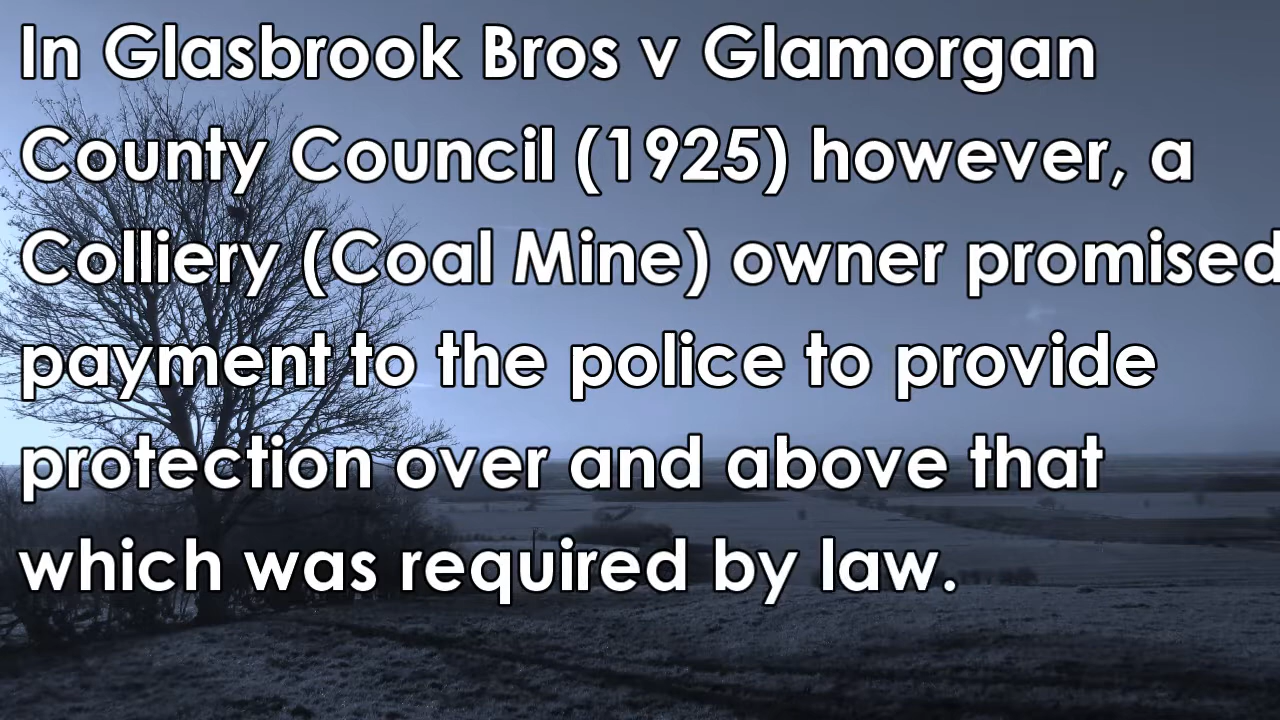 In Glasbrook Bros v Glamorgan
County Council (1925) however, a
Colliery (Coal Mine) owner promised
payment to the police to provide
protection over and above that
which was required by law.